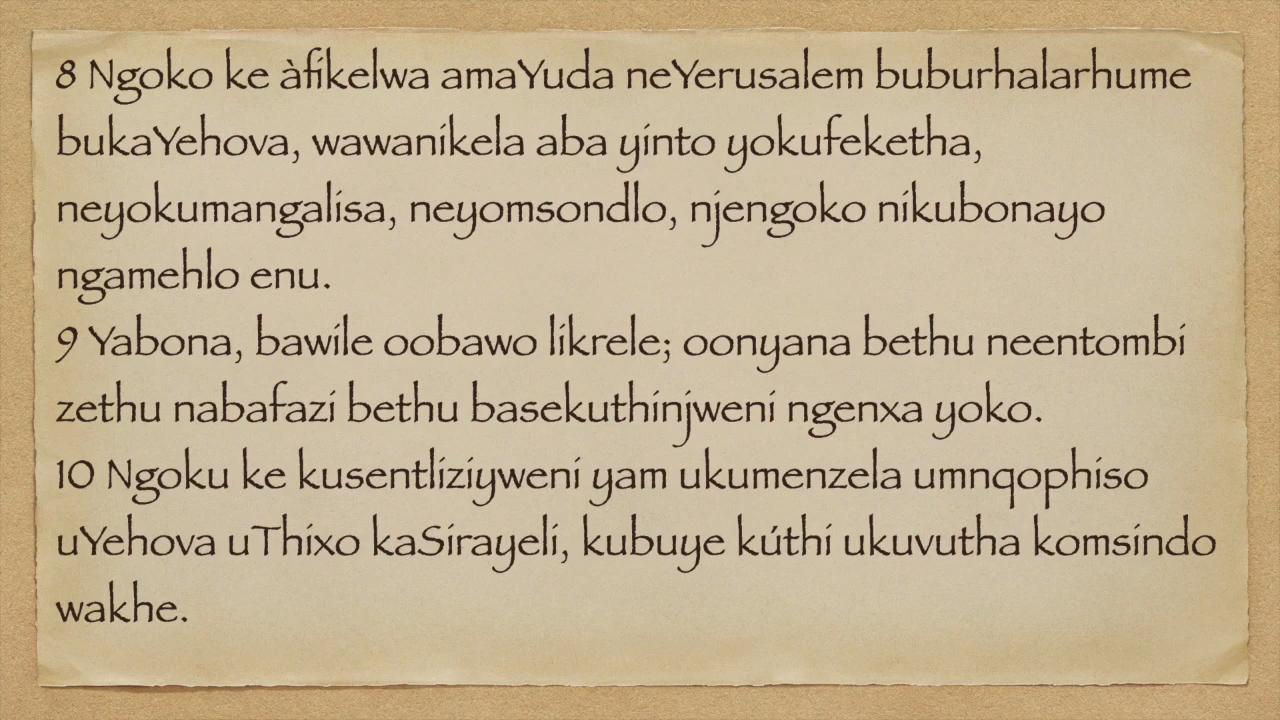 8 Ngoko ke àfikelwa amaYuda neYerusalem buburhalarhume
bukaYehova, wawanikela aba yinto yokufeketha,
neyokumangalisa, neyomsondlo, njengoko nikubonayo
ngamehlo enu.
9 Yabona, bawile oobawo likrele; oonyana bethu neentombi
zethu nabafazi bethu basekuthinjweni ngenxa yoko.
10 Ngoku ke kusentliziyweni yam ukumenzela umnqophiso
uYehova uThixo kaSirayeli, kubuye kúthi ukuvutha komsindo
wakhe.